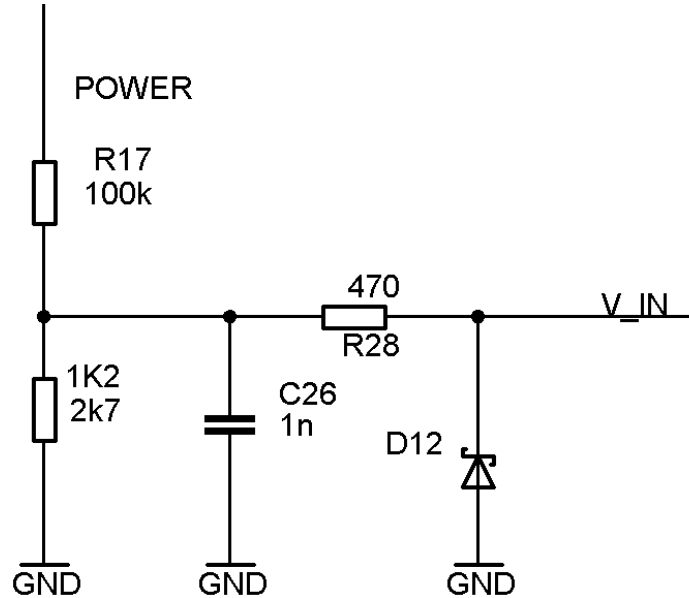 POWER
R17
100k
470
V_IN
R28
1K2
2k7
C26
1n
D12
GND
GND
GND